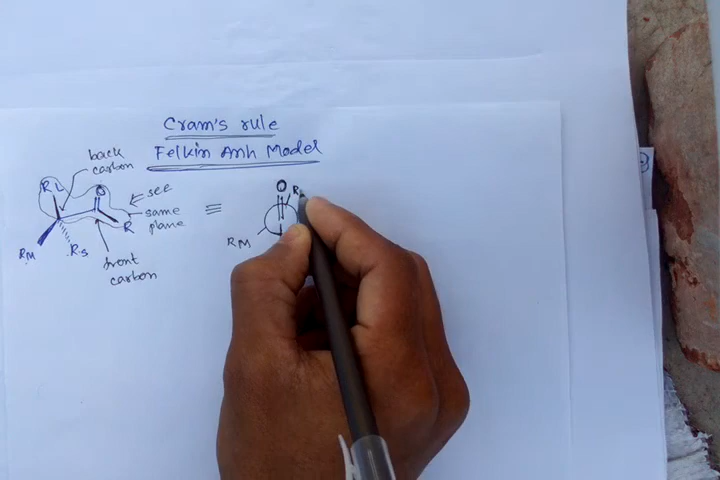 Cram's rule
Felkin Anh Model
back
carbon
RL
O
see
same
plane
R
RM
RS
front
carbon
≡
O
R
RM